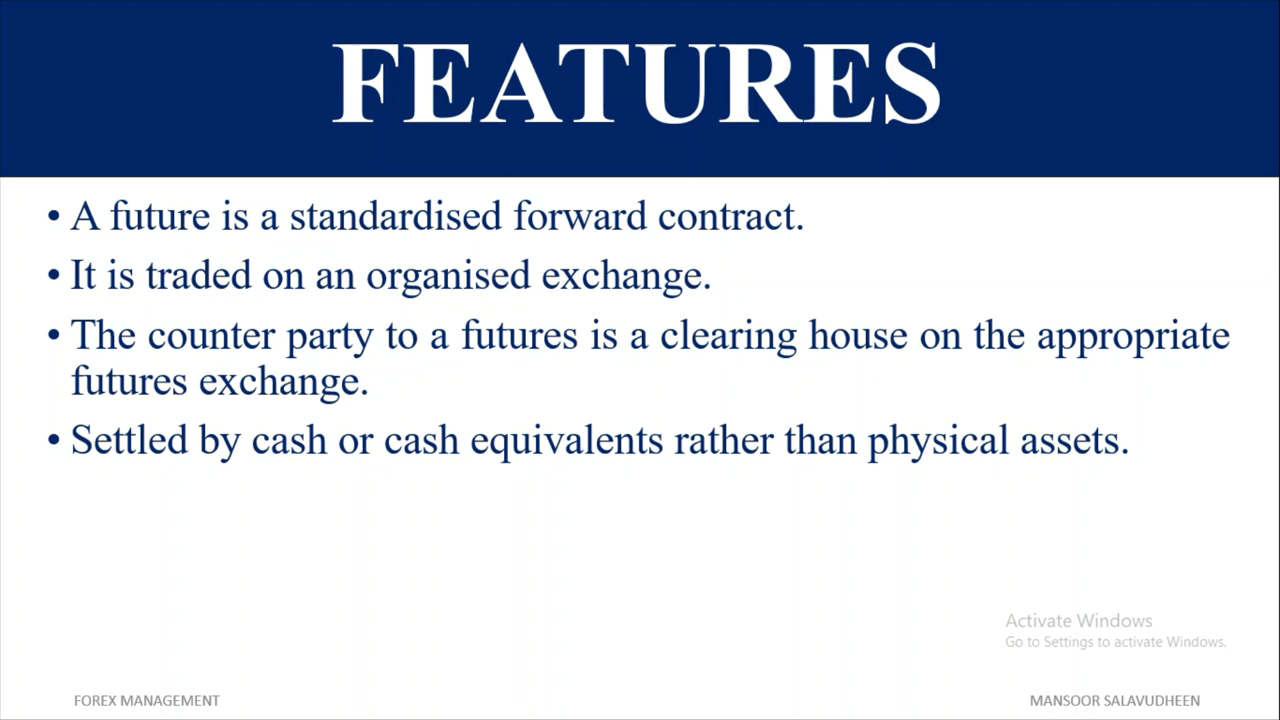 FEATURES
• A future is a standardised forward contract.
• It is traded on an organised exchange.
• The counter party to a futures is a clearing house on the appropriate
futures exchange.
• Settled by cash or cash equivalents rather than physical assets.
Activate Windows
Go to Settings to activate Windows.
FOREX MANAGEMENT
MANSOOR SALAVUDHEEN